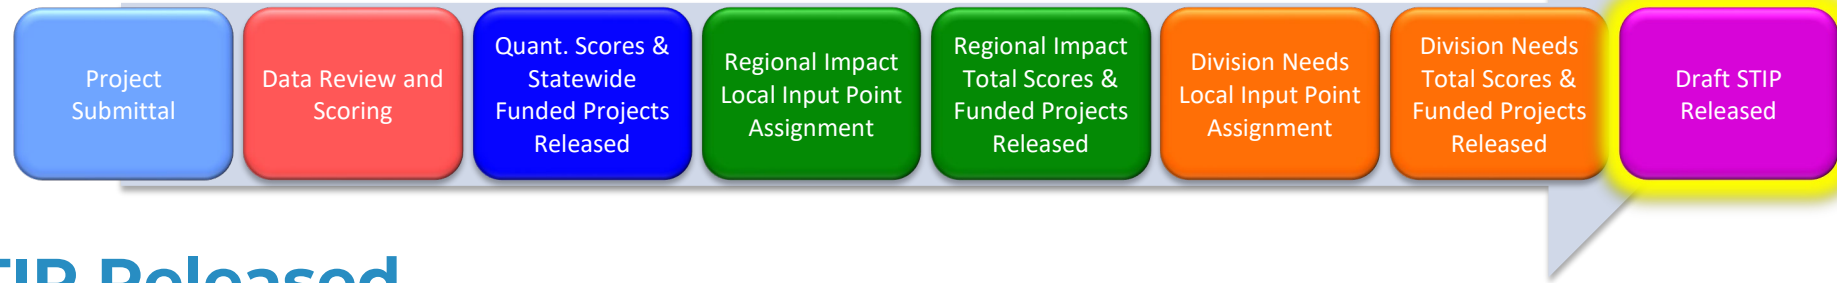 Project
Submittal
Data Review and
Scoring
Quant. Scores &
Statewide
Funded Projects
Released
Regional Impact
Local Input Point
Assignment
Regional Impact
Total Scores &
Funded Projects
Released
Division Needs
Local Input Point
Assignment
Division Needs
Total Scores &
Funded Projects
Released
Draft STIP
Released
TIP Released